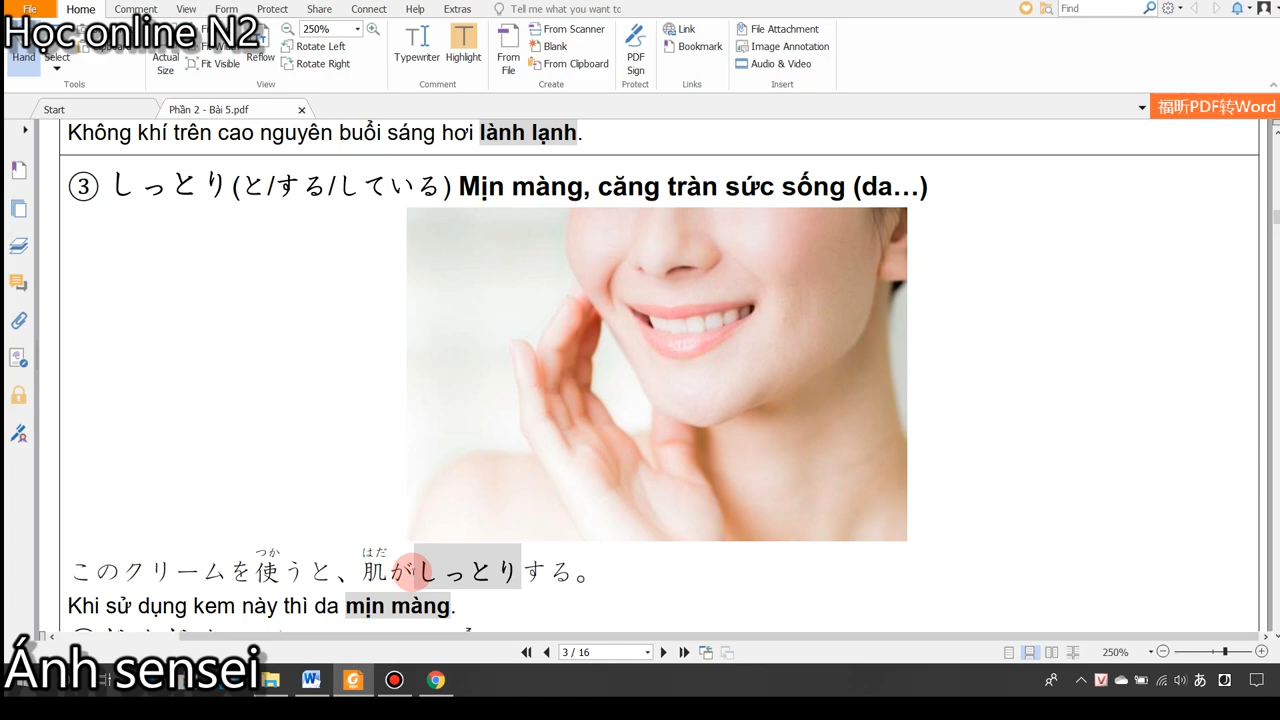 File Home Comment View Form Protect Share Connect Help Extras Tell me what you want to Find
Học online N2
Hand Select Actual Size Fit Visible Reflow
250% Rotate Left Rotate Right
Typewriter Highlight
From File From Scanner Blank From Clipboard
PDF Sign
Link Bookmark
File Attachment Image Annotation Audio & Video
Tools View Comment Create Protect Links Insert
Start Phần 2 - Bài 5.pdf 福昕PDF转Word
Không khí trên cao nguyên buổi sáng hơi lành lạnh.
③ しっとり(と/する/している) Mịn màng, căng tràn sức sống (da…)
つか はだ
このクリームを使うと、肌がしっとりする。
Khi sử dụng kem này thì da mịn màng.
3 / 16 250%
Ánh sensei